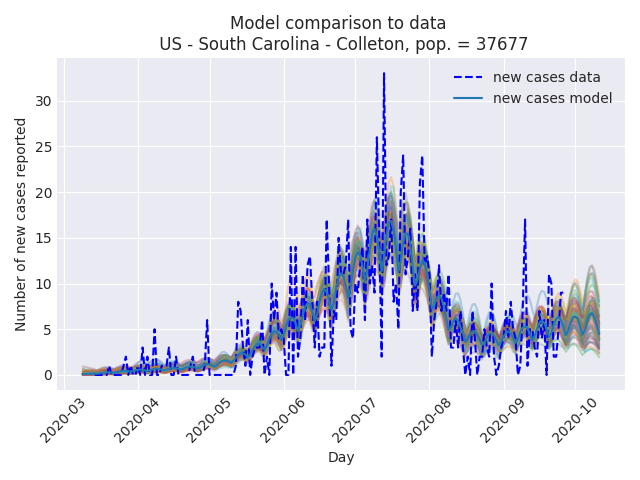 Model comparison to data
US - South Carolina - Colleton, pop. = 37677
new cases data
new cases model
Number of new cases reported
30
25
20
15
10
5
0
2020-03
2020-04
2020-05
2020-06
2020-07
2020-08
2020-09
2020-10
Day